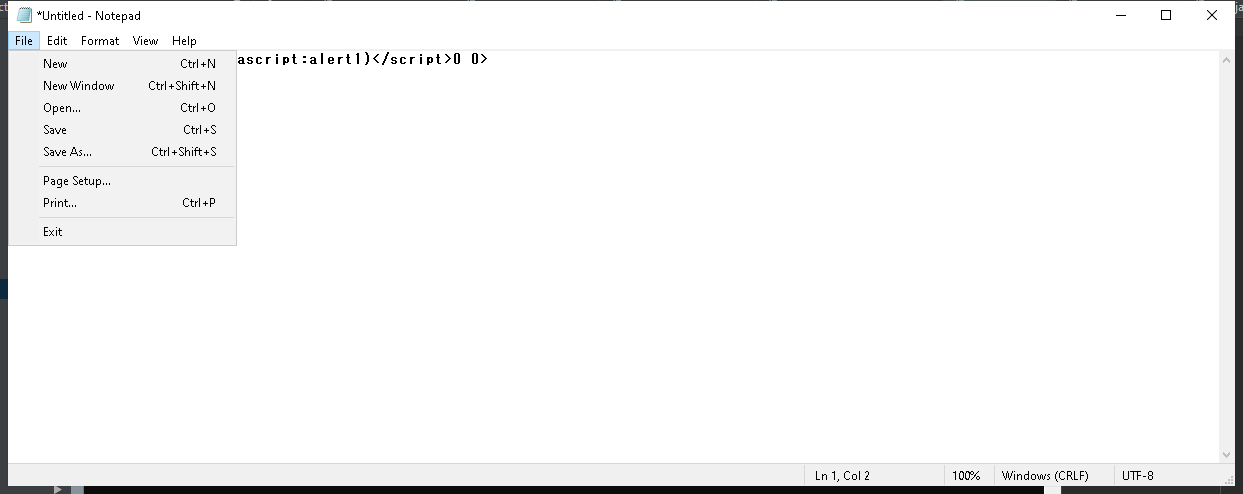 *Untitled - Notepad
File Edit Format View Help
ascript:alert1)</script>0 0>
New Ctrl+N
New Window Ctrl+Shift+N
Open... Ctrl+O
Save Ctrl+S
Save As... Ctrl+Shift+S
Page Setup...
Print... Ctrl+P
Exit
Ln 1, Col 2 100% Windows (CRLF) UTF-8